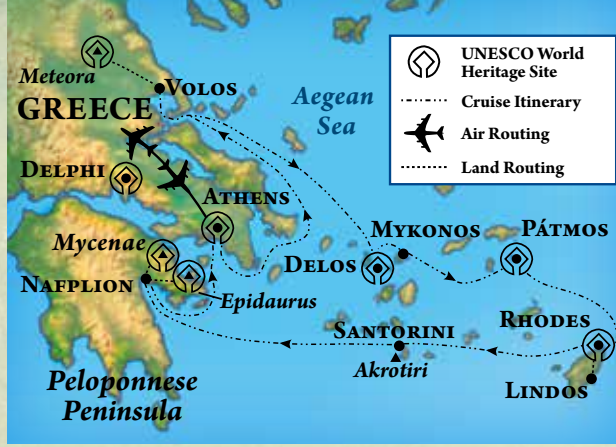 Meteora
VOLOS
GREECE
Aegean
Sea
DELPHI
ATHENS
Mycenae
NAFPLION
Epidaurus
MYKONOS
DELOS
PÁTMOS
SANTORINI
Akrotiri
RHODES
LINDOS
Peloponnese
Peninsula
UNESCO WORLD
HERITAGE SITE
CRUISE ITINERARY
AIR ROUTING
LAND ROUTING